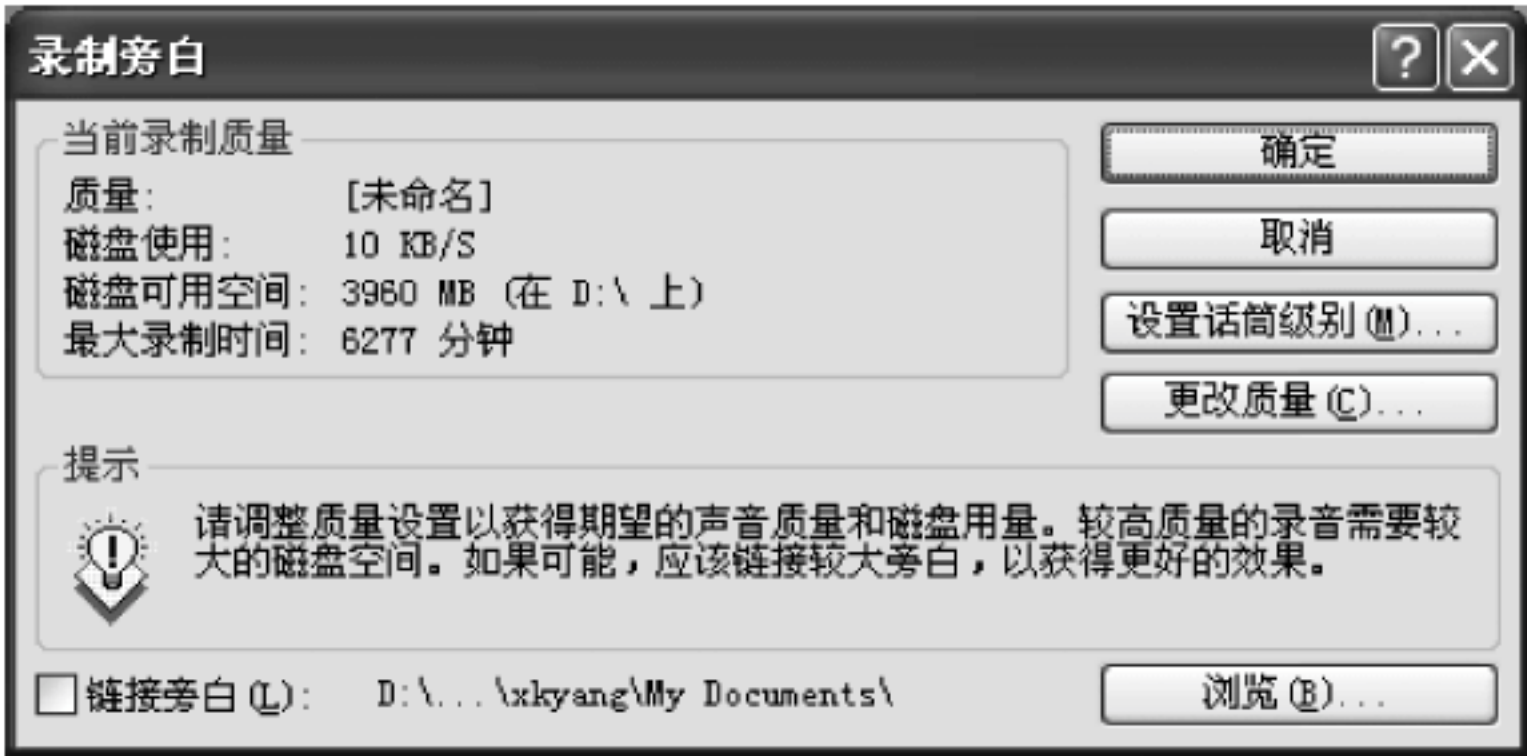 录制旁白
当前录制质量
质量: [未命名]
磁盘使用: 10 KB/S
磁盘可用空间: 3960 MB (在 D:\ 上)
最大录制时间: 6277 分钟
确定
取消
设置话筒级别(M)...
更改质量(C)...
提示
请调整质量设置以获得期望的声音质量和磁盘用量。较高质量的录音需要较
大的磁盘空间。如果可能，应该链接较大旁白，以获得更好的效果。
链接旁白(L): D:\...\xkyang\My Documents\
浏览(B)...